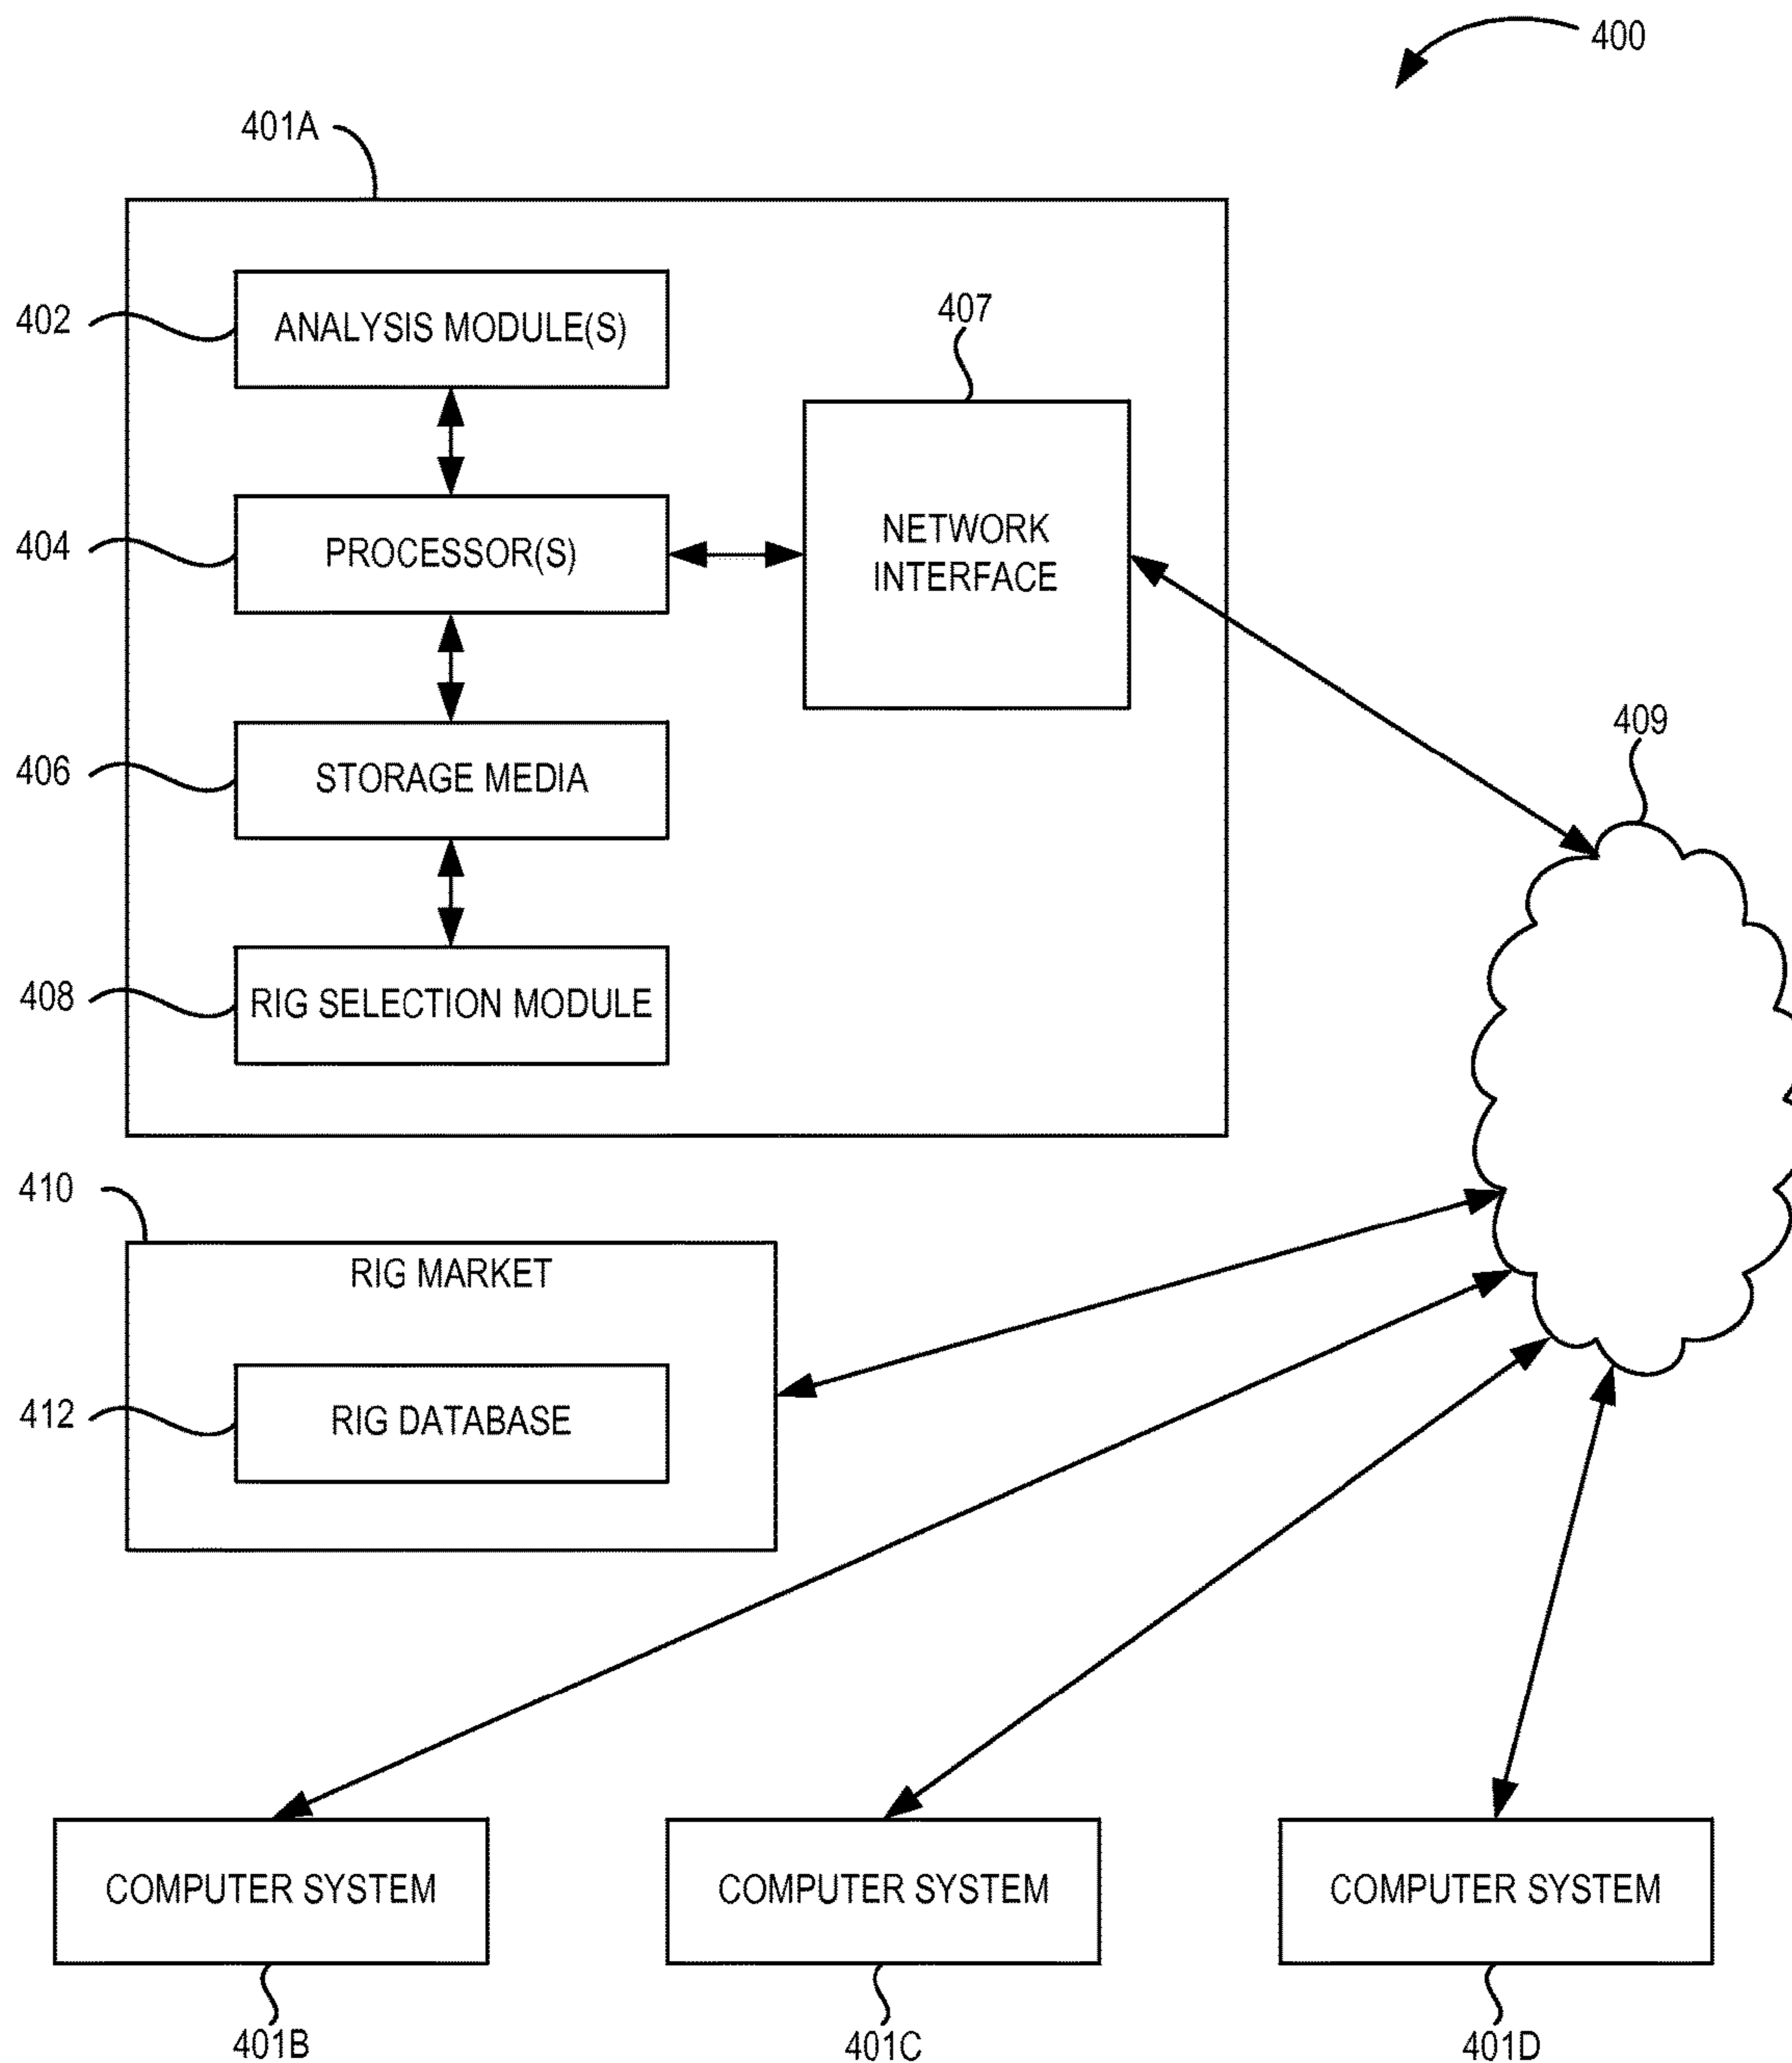 400
401A
402
ANALYSIS MODULE(S)
407
404
PROCESSOR(S)
NETWORK
INTERFACE
409
406
STORAGE MEDIA
408
RIG SELECTION MODULE
410
RIG MARKET
412
RIG DATABASE
COMPUTER SYSTEM
COMPUTER SYSTEM
COMPUTER SYSTEM
401B
401C
401D